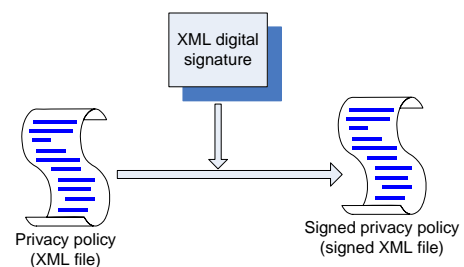 XML digital
signature
Privacy policy
(XML file)
Signed privacy policy
(signed XML file)